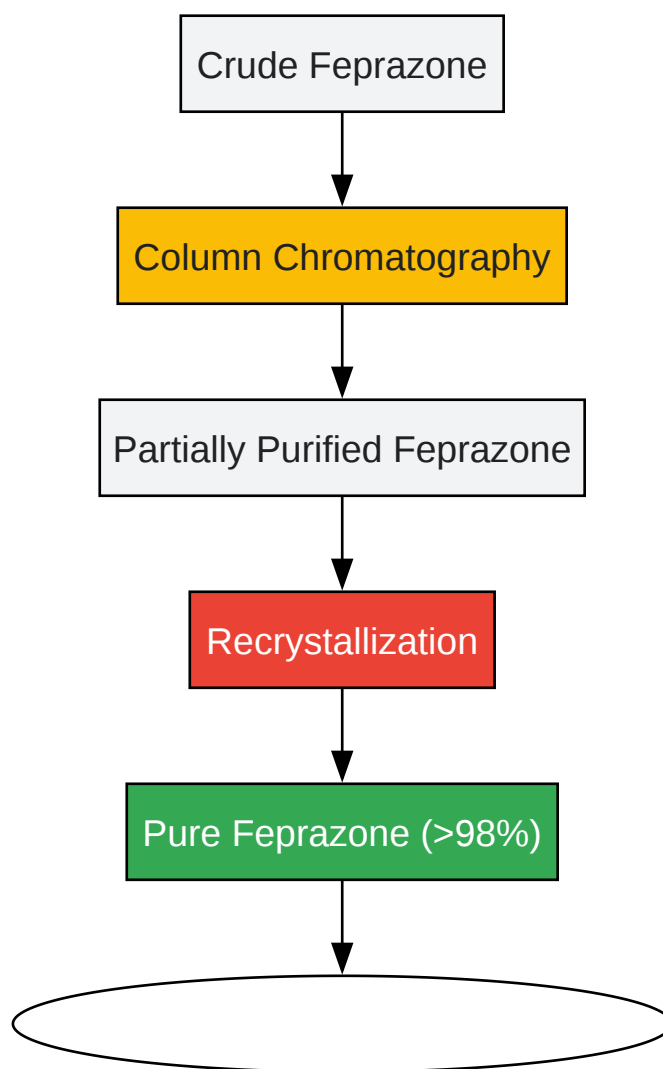 Crude Feprazone
Column Chromatography
Partially Purified Feprazone
Recrystallization
Pure Feprazone (>98%)